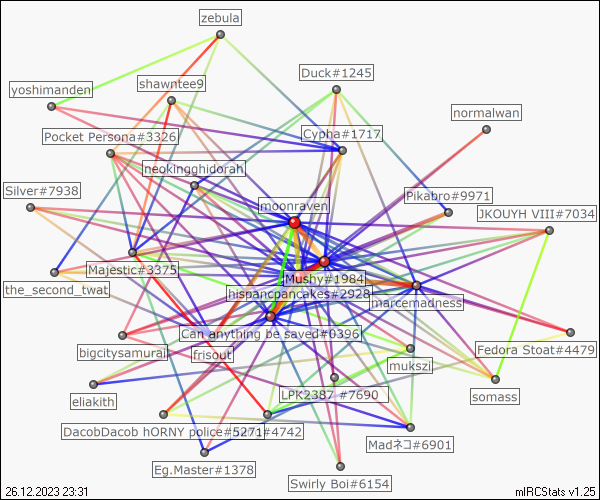 zebula
Duck#1245
shawntee9
yoshimanden
normalwan
Cypha#1717
Pocket Persona#3326
neokingghidorah
Silver#7938
Pikabro#9971
moonraven
JKOUYH VIII#7034
Majestic#3375
Mushy#1984
the_second_twat
hispancpancakes#2928
marcemadness
Can anything be saved#0396
bigcitysamurai
frisout
Fedora Stoat#4479
mukszi
eliakith
LPK2387 #7690
somass
DacobDacob hORNY police#5271#4742
Madネコ#6901
Eg.Master#1378
Swirly Boi#6154
26.12.2023 23:31
mIRCStats v1.25